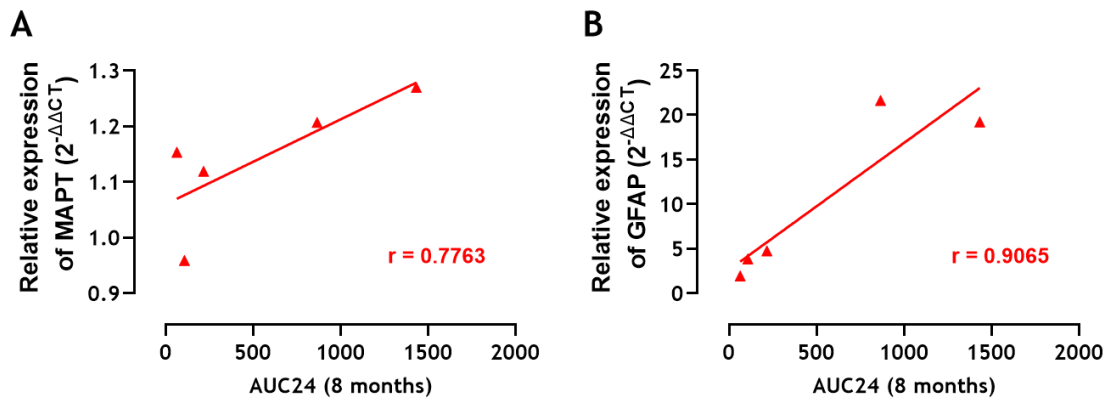 A
Relative expression
of MAPT (2^-ΔΔCT)
1.3
1.2
1.1
1.0
0.9
r = 0.7763
0 500 1000 1500 2000
AUC24 (8 months)
B
Relative expression
of GFAP (2^-ΔΔCT)
25
20
15
10
5
0
r = 0.9065
0 500 1000 1500 2000
AUC24 (8 months)